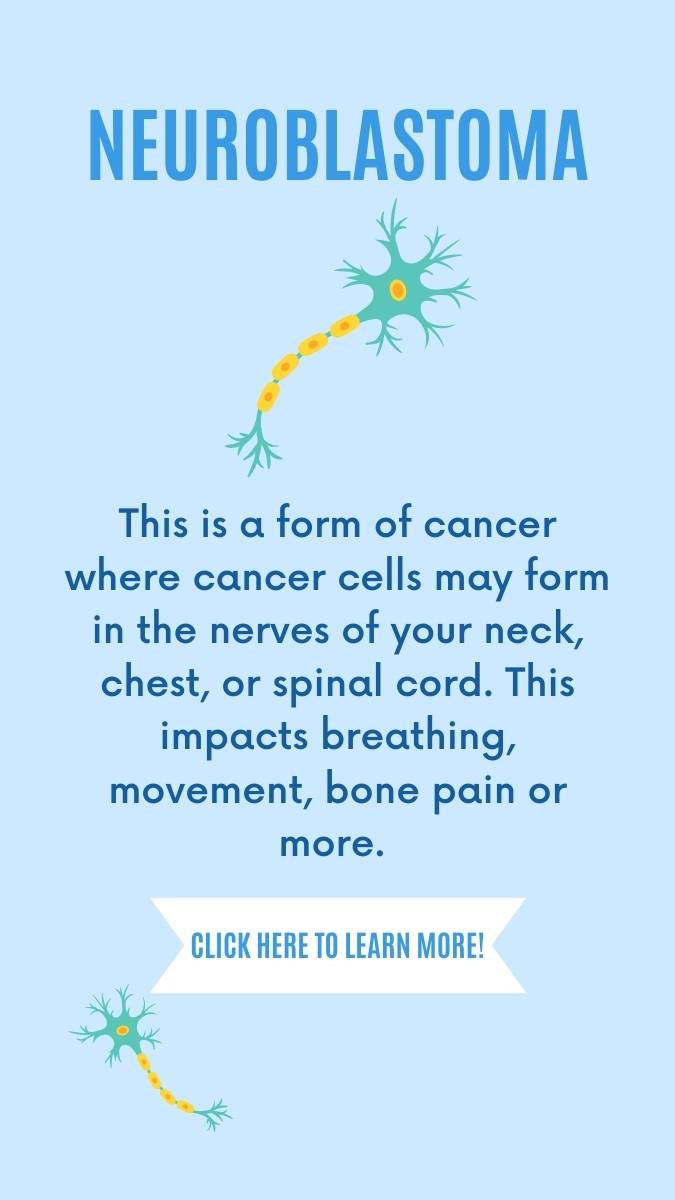 NEUROBLASTOMA
This is a form of cancer
where cancer cells may form
in the nerves of your neck,
chest, or spinal cord. This
impacts breathing,
movement, bone pain or
more.
CLICK HERE TO LEARN MORE!